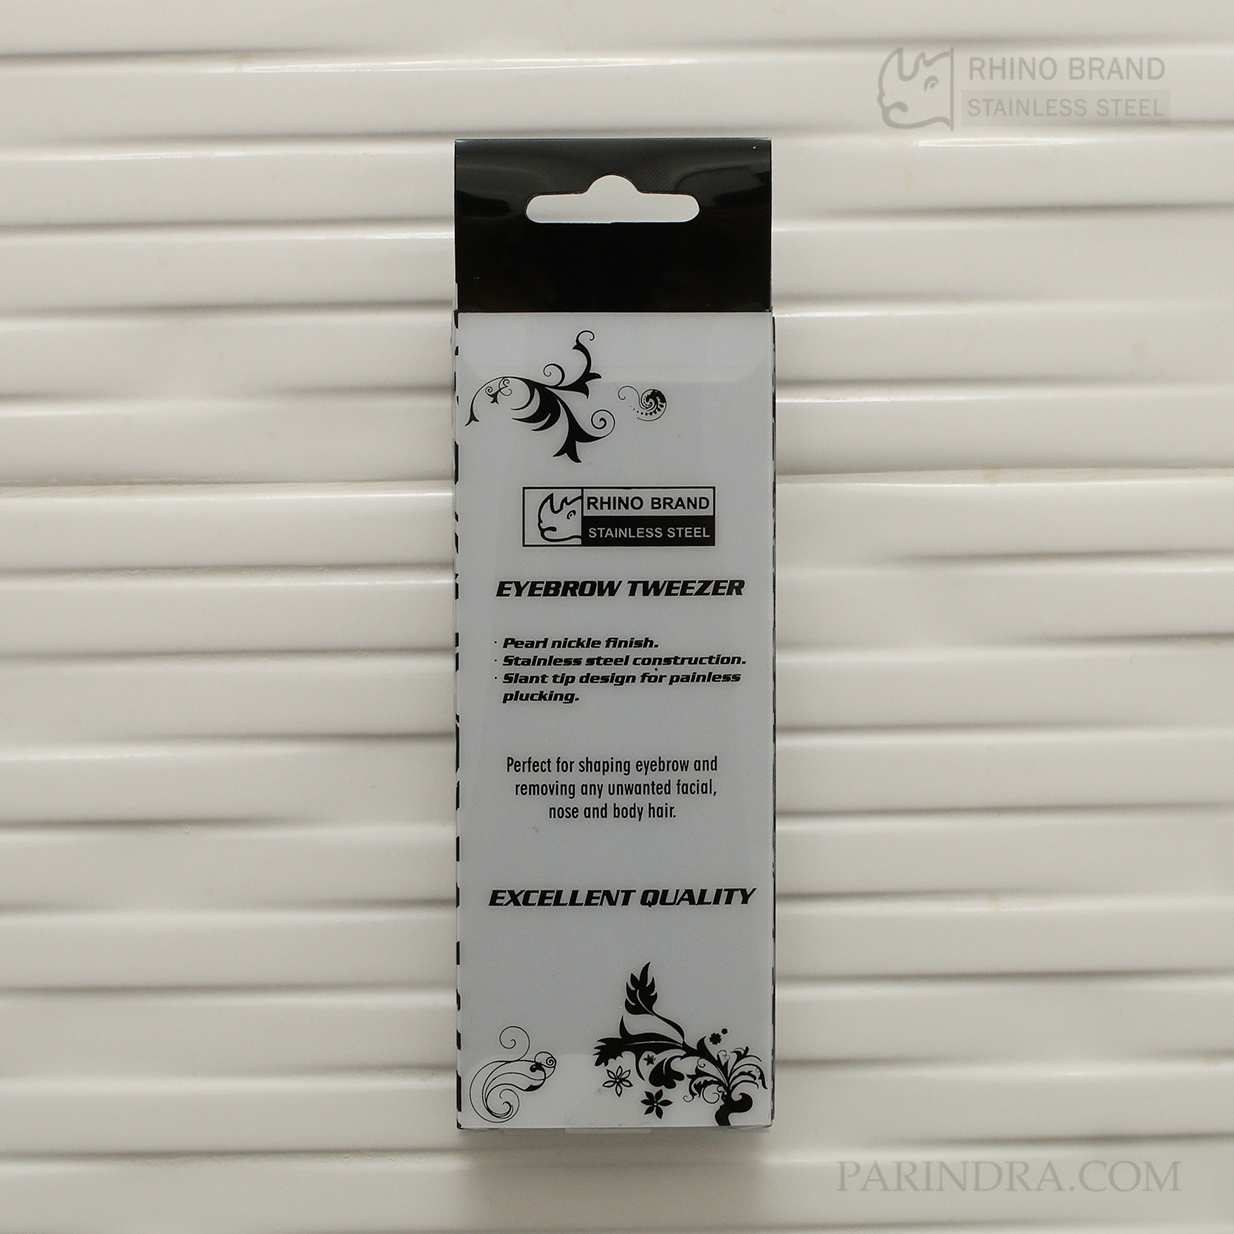 RHINO BRAND
STAINLESS STEEL
RHINO BRAND
STAINLESS STEEL
EYEBROW TWEEZER
· Pearl nickle finish.
· Stainless steel construction.
· Slant tip design for painless
plucking.
Perfect for shaping eyebrow and
removing any unwanted facial,
nose and body hair.
EXCELLENT QUALITY
PARINDRA.COM